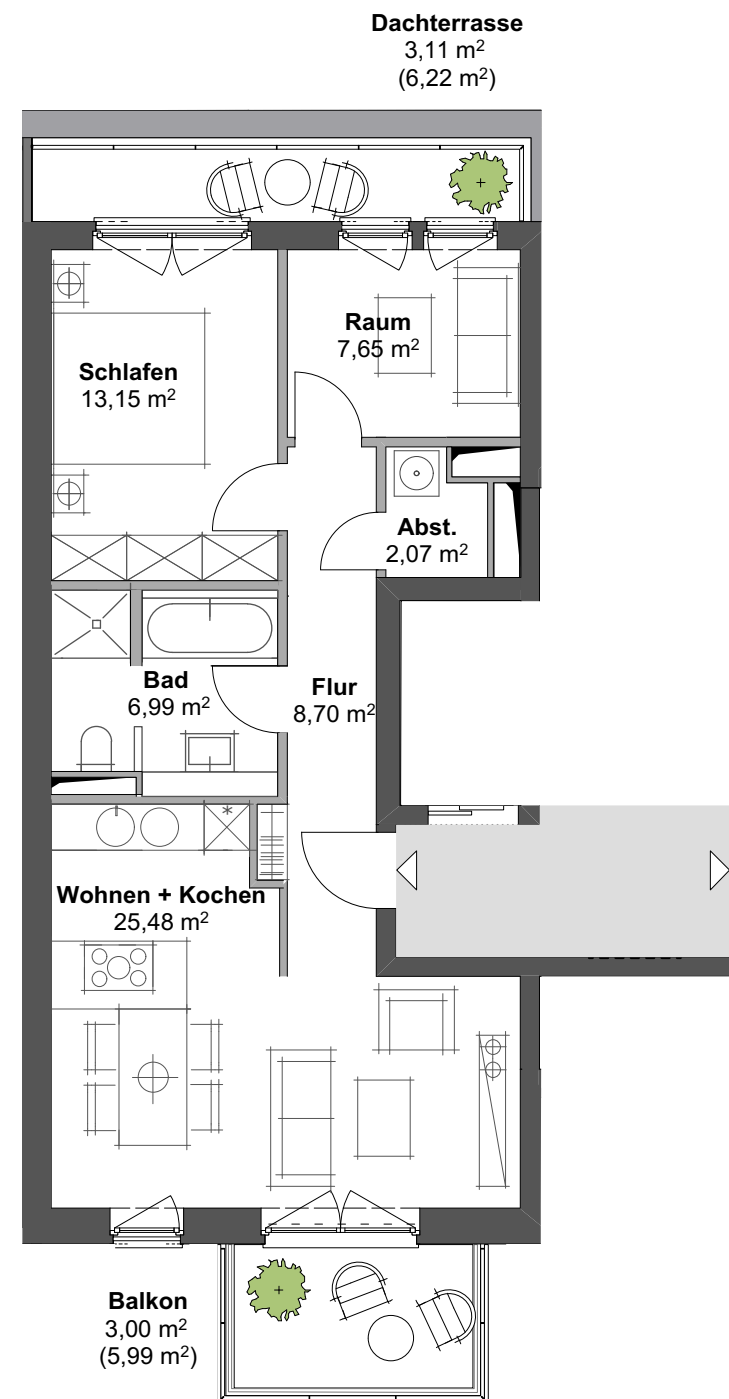 Dachterrasse
3,11 m²
(6,22 m²)
Raum
7,65 m²
Schlafen
13,15 m²
Abst.
2,07 m²
Bad
6,99 m²
Flur
8,70 m²
Wohnen + Kochen
25,48 m²
Balkon
3,00 m²
(5,99 m²)